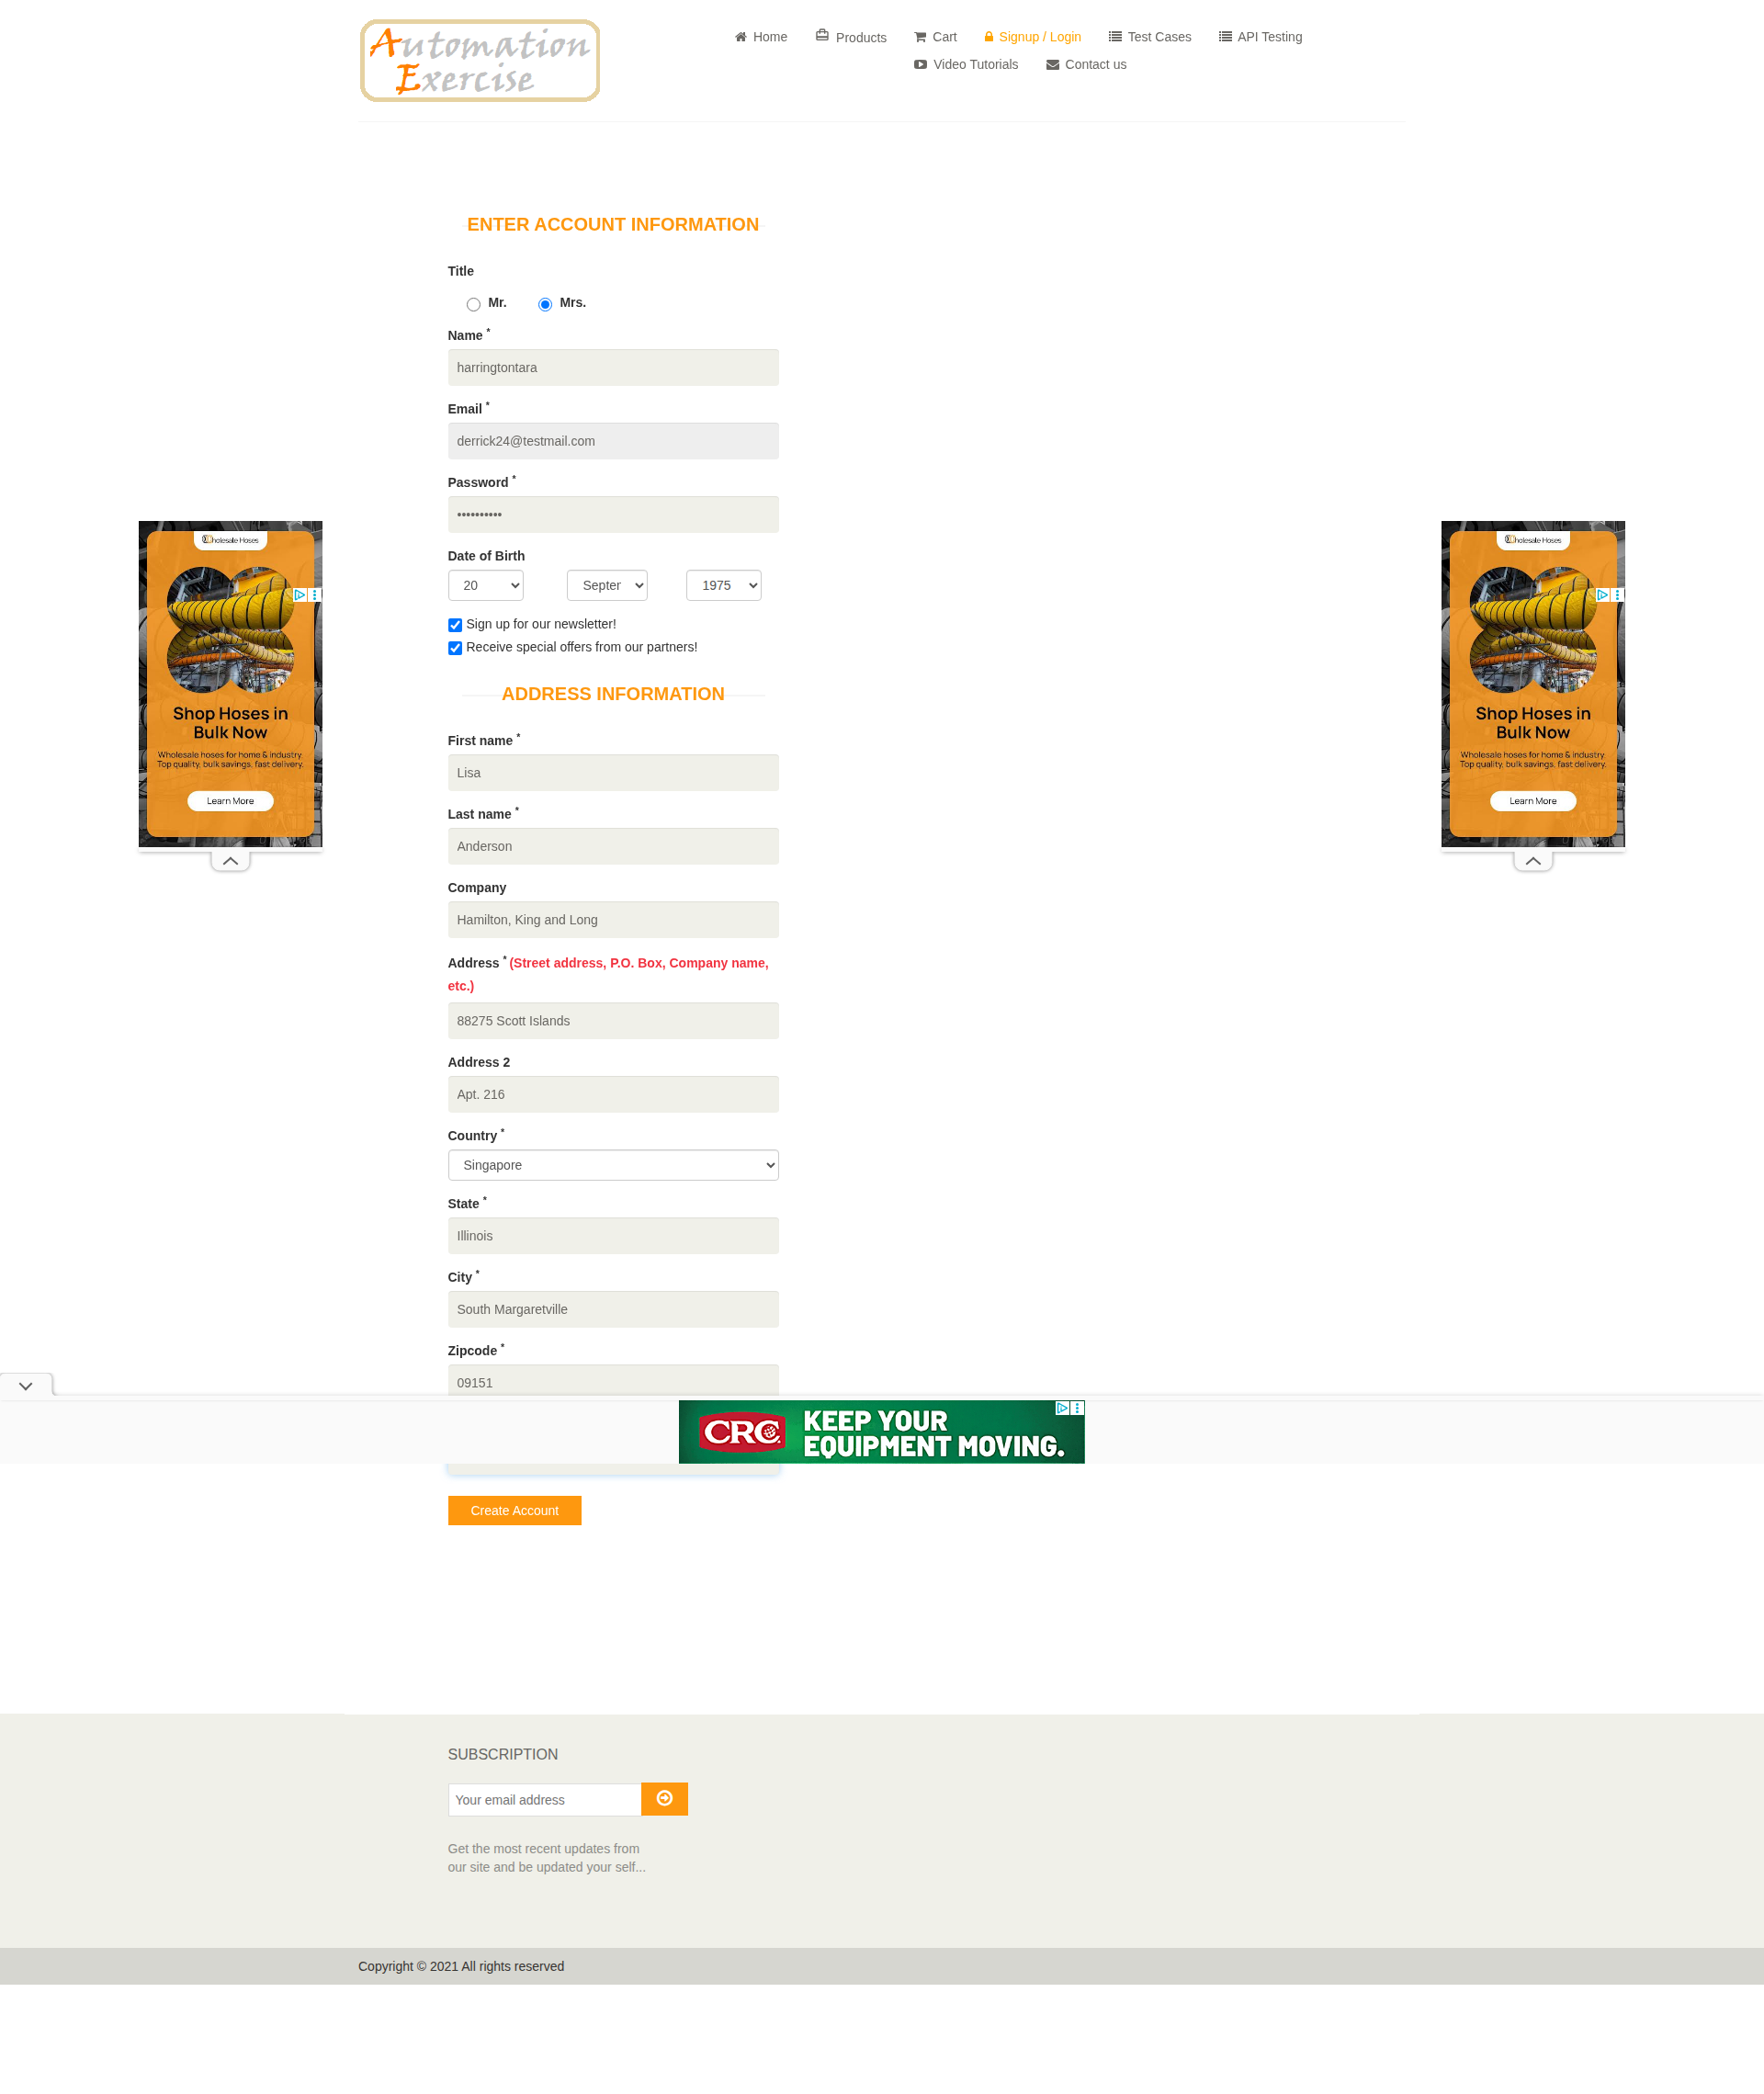 Automation
Exercise
Home
Products
Cart
Signup / Login
Test Cases
API Testing
Video Tutorials
Contact us
ENTER ACCOUNT INFORMATION
Title
Mr.
Mrs.
Name *
harringtontara
Email *
derrick24@testmail.com
Password *
••••••••••
Date of Birth
20
Septer
1975
Sign up for our newsletter!
Receive special offers from our partners!
ADDRESS INFORMATION
First name *
Lisa
Last name *
Anderson
Company
Hamilton, King and Long
Address * (Street address, P.O. Box, Company name,
etc.)
88275 Scott Islands
Address 2
Apt. 216
Country *
Singapore
State *
Illinois
City *
South Margaretville
Zipcode *
09151
Create Account
Wholesale Hoses
Shop Hoses in
Bulk Now
Wholesale hoses for home & industry.
Top quality, bulk savings, fast delivery.
Learn More
Wholesale Hoses
Shop Hoses in
Bulk Now
Wholesale hoses for home & industry.
Top quality, bulk savings, fast delivery.
Learn More
CRC
KEEP YOUR
EQUIPMENT MOVING.
SUBSCRIPTION
Your email address
Get the most recent updates from
our site and be updated your self...
Copyright © 2021 All rights reserved